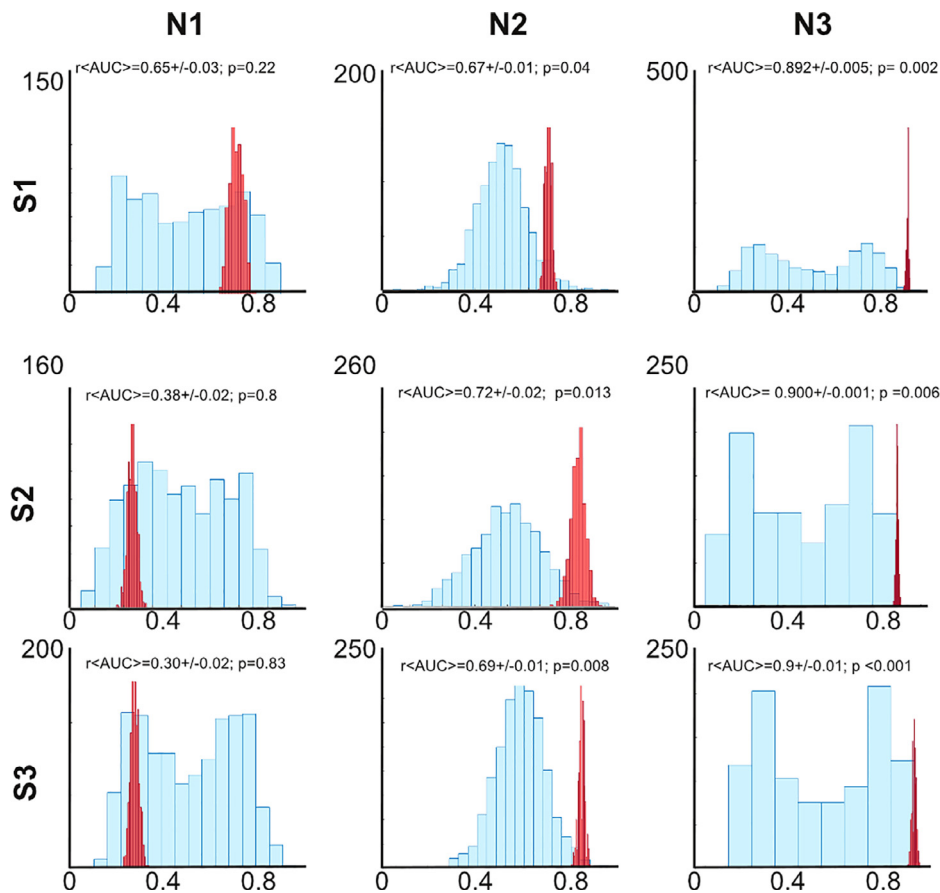 N1 N2 N3
S1
150
r<AUC>=0.65+/-0.03; p=0.22
0 0.4 0.8
200
r<AUC>=0.67+/-0.01; p=0.04
0 0.4 0.8
500
r<AUC>=0.892+/-0.005; p= 0.002
0 0.4 0.8
S2
160
r<AUC>=0.38+/-0.02; p=0.8
0 0.4 0.8
260
r<AUC>=0.72+/-0.02; p=0.013
0 0.4 0.8
250
r<AUC>= 0.900+/-0.001; p =0.006
0 0.4 0.8
S3
200
r<AUC>=0.30+/-0.02; p=0.83
0 0.4 0.8
250
r<AUC>=0.69+/-0.01; p=0.008
0 0.4 0.8
250
r<AUC>=0.9+/-0.01; p <0.001
0 0.4 0.8